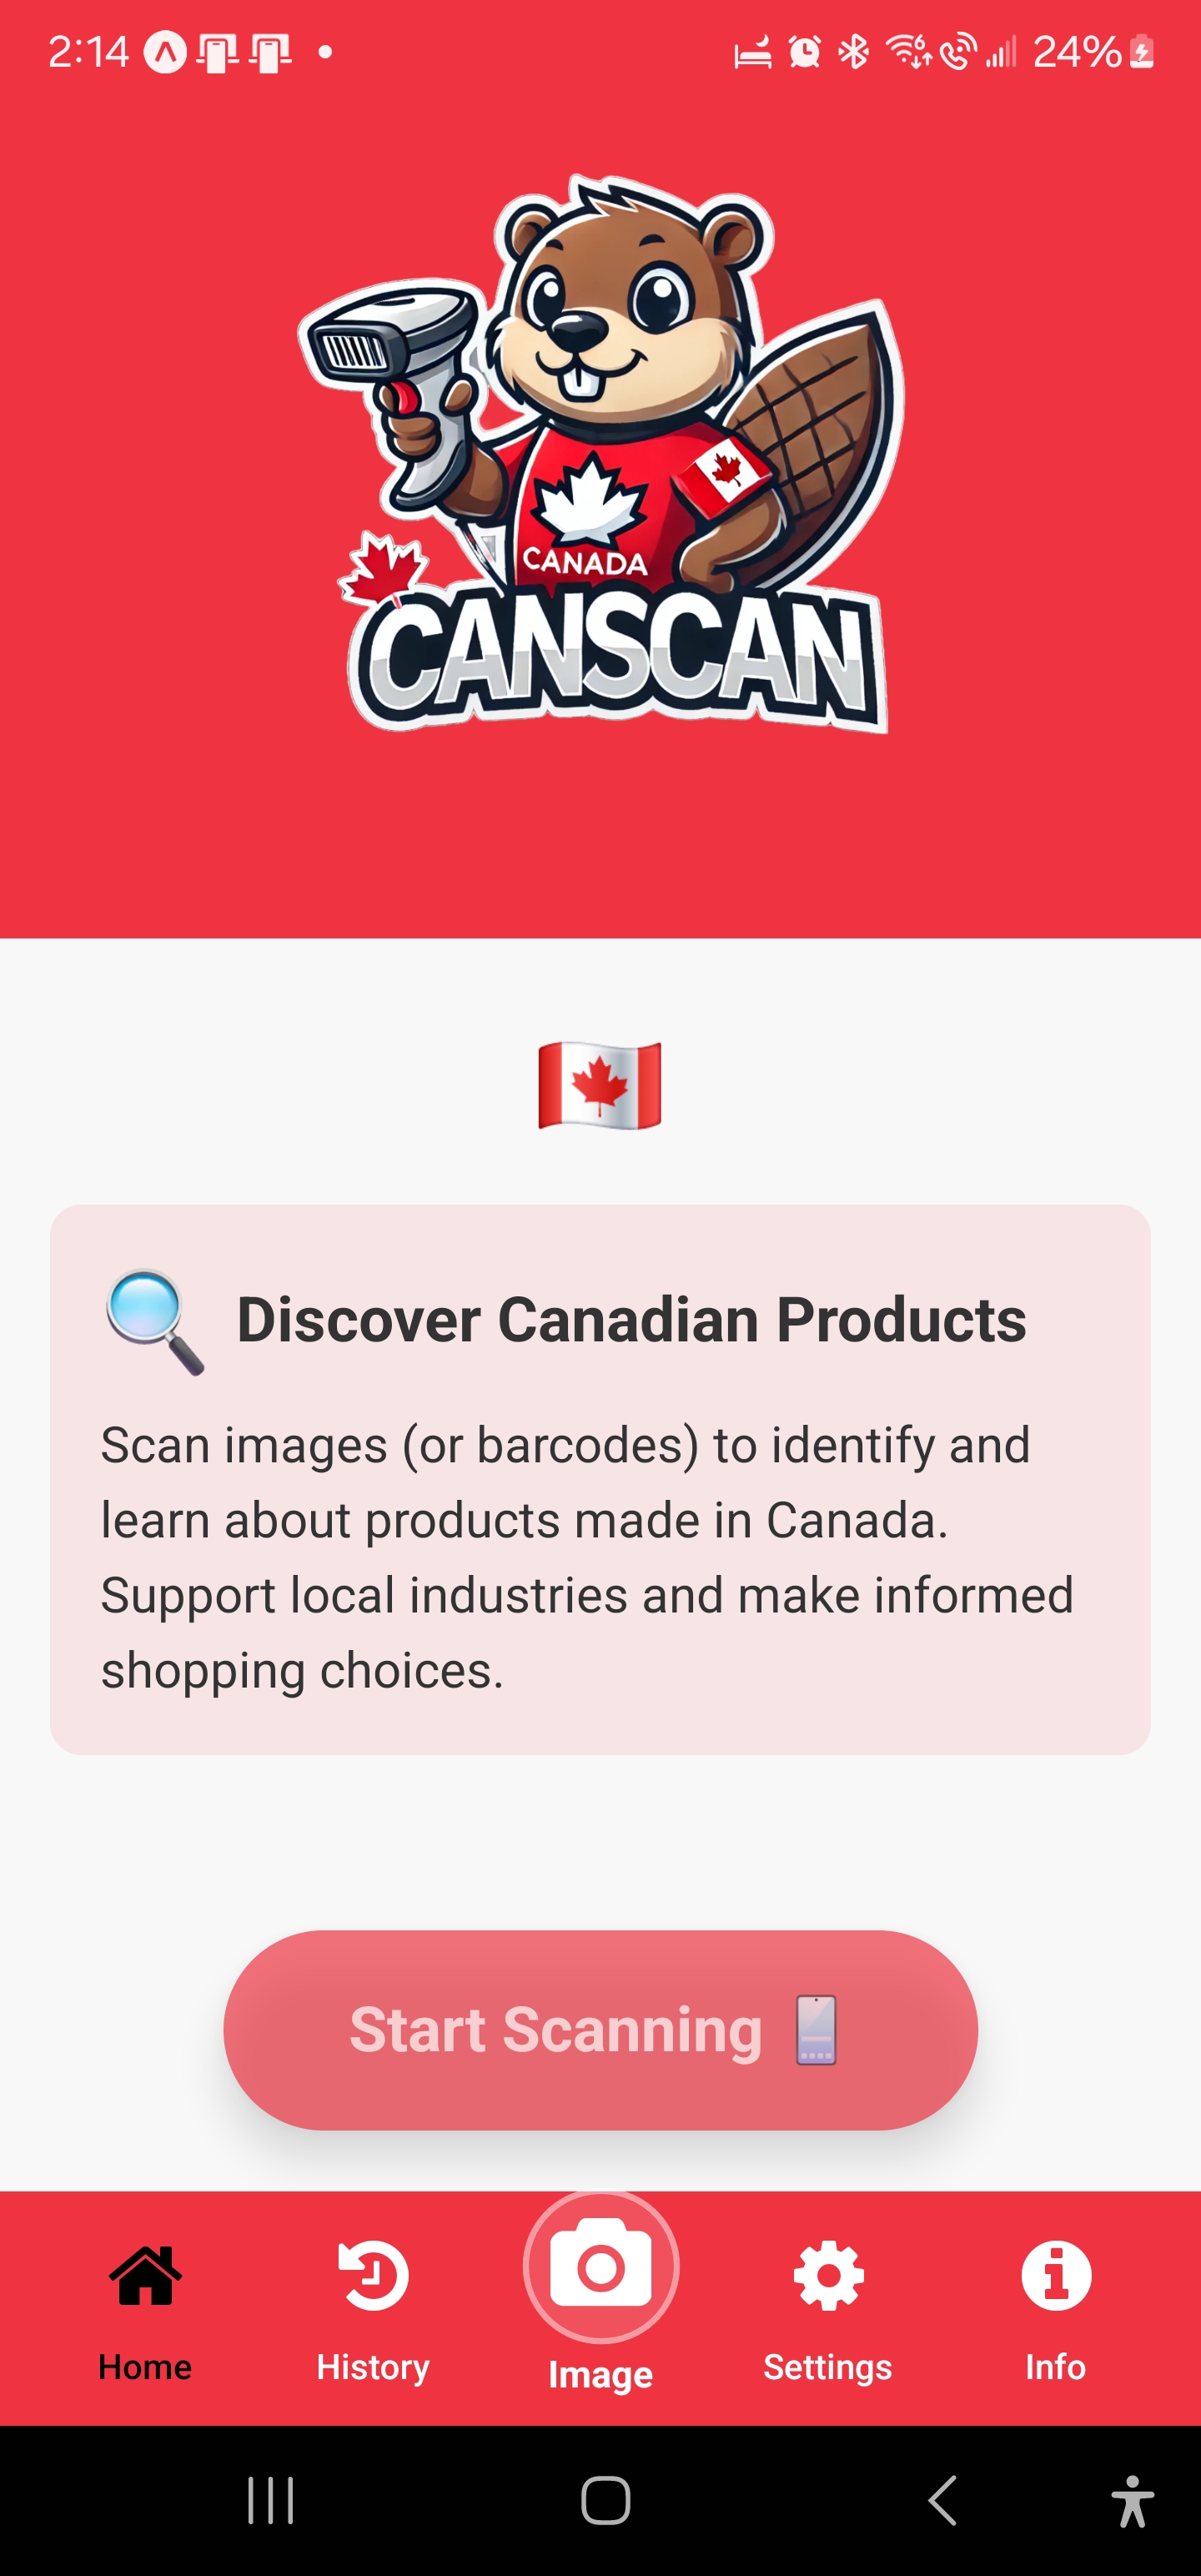 2:14
24%
CANADA
CANSCAN
Discover Canadian Products
Scan images (or barcodes) to identify and
learn about products made in Canada.
Support local industries and make informed
shopping choices.
Start Scanning
Home
History
Image
Settings
Info